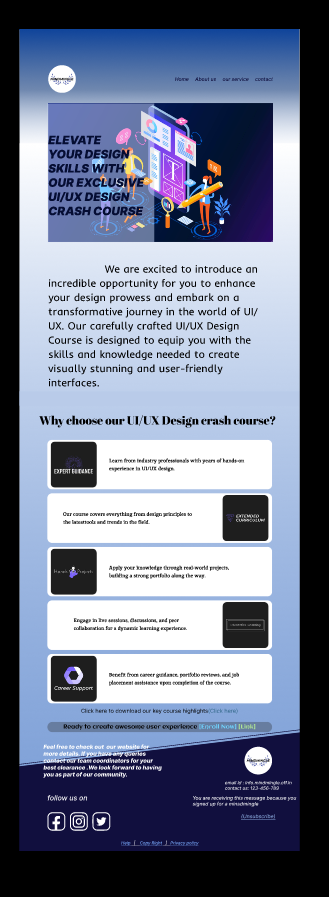 MINDMINGLE
Home About us our service contact
ELEVATE
YOUR DESIGN
SKILLS WITH
OUR EXCLUSIVE
UI/UX DESIGN
CRASH COURSE
We are excited to introduce an
incredible opportunity for you to enhance
your design prowess and embark on a
transformative journey in the world of UI/
UX. Our carefully crafted UI/UX Design
Course is designed to equip you with the
skills and knowledge needed to create
visually stunning and user-friendly
interfaces.
Why choose our UI/UX Design crash course?
EXPERT GUIDANCE
Learn from industry professionals with years of hands-on
experience in UI/UX design.
Our course covers everything from design principles to
the latesttools and trends in the field.
EXTENDED
CURRICULUM
Hands Projects
Apply your knowledge through real-world projects,
building a strong portfolio along the way.
Engage in live sessions, discussions, and peer
collaboration for a dynamic learning experience.
Career Support
Benefit from career guidance, portfolio reviews, and job
placement assistance upon completion of the course.
Click here to download our key course highlights(Click here)
Ready to create awesome user experience [Enroll Now] [Link]
Feel free to check out our website for
more details. If you have any queries
contact our team coordinators for your
best clearance .We look forward to having
you as part of our community.
MINDMINGLE
email id : info.mindmingle.off.in
contact us: 123-456-789
follow us on
You are receiving this message because you
signed up for a mindmingle
[Unsubscribe]
Help | Copy Right | Privacy policy